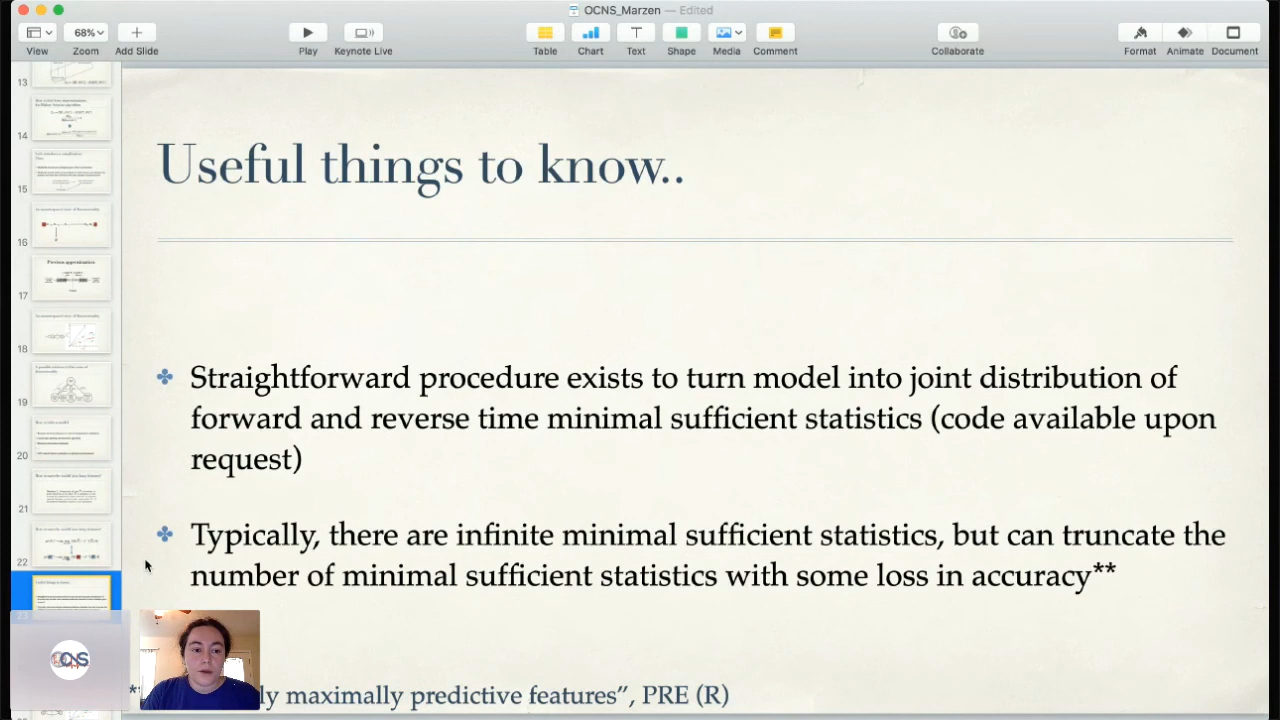 OCNS_Marzen — Edited
68%
View
Zoom
Add Slide
Play
Keynote Live
Table
Chart
Text
Shape
Media
Comment
Collaborate
Format
Animate
Document
13
14
15
16
17
18
19
20
21
22
Useful things to know..
Straightforward procedure exists to turn model into joint distribution of
forward and reverse time minimal sufficient statistics (code available upon
request)
Typically, there are infinite minimal sufficient statistics, but can truncate the
number of minimal sufficient statistics with some loss in accuracy**
maximally predictive features”, PRE (R)